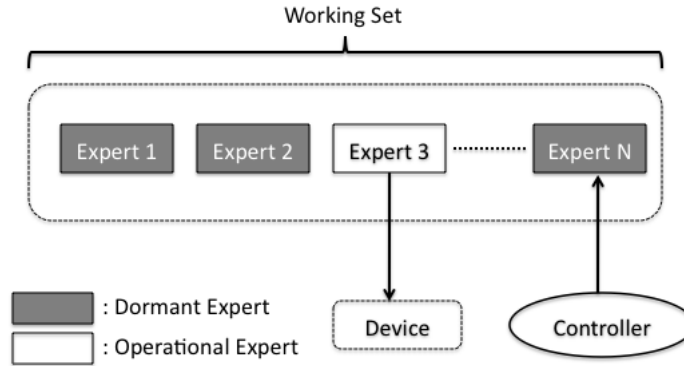 Working Set
Expert 1 Expert 2 Expert 3 Expert N
: Dormant Expert
: Operational Expert
Device
Controller